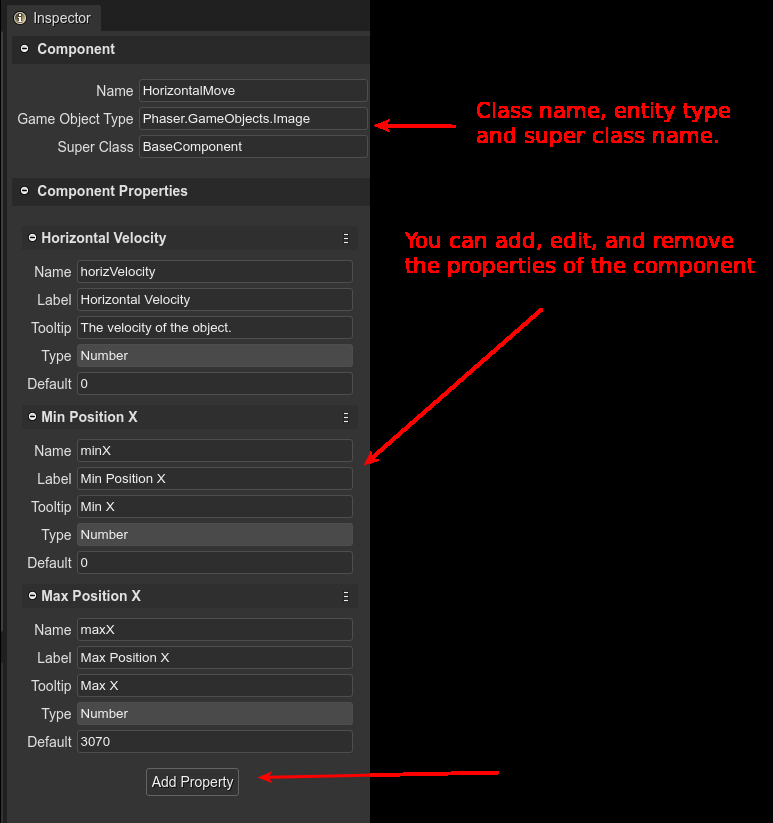 Inspector
Component
Name HorizontalMove
Game Object Type Phaser.GameObjects.Image
Super Class BaseComponent
Class name, entity type
and super class name.
Component Properties
You can add, edit, and remove
the properties of the component
Horizontal Velocity
Name horizVelocity
Label Horizontal Velocity
Tooltip The velocity of the object.
Type Number
Default 0
Min Position X
Name minX
Label Min Position X
Tooltip Min X
Type Number
Default 0
Max Position X
Name maxX
Label Max Position X
Tooltip Max X
Type Number
Default 3070
Add Property